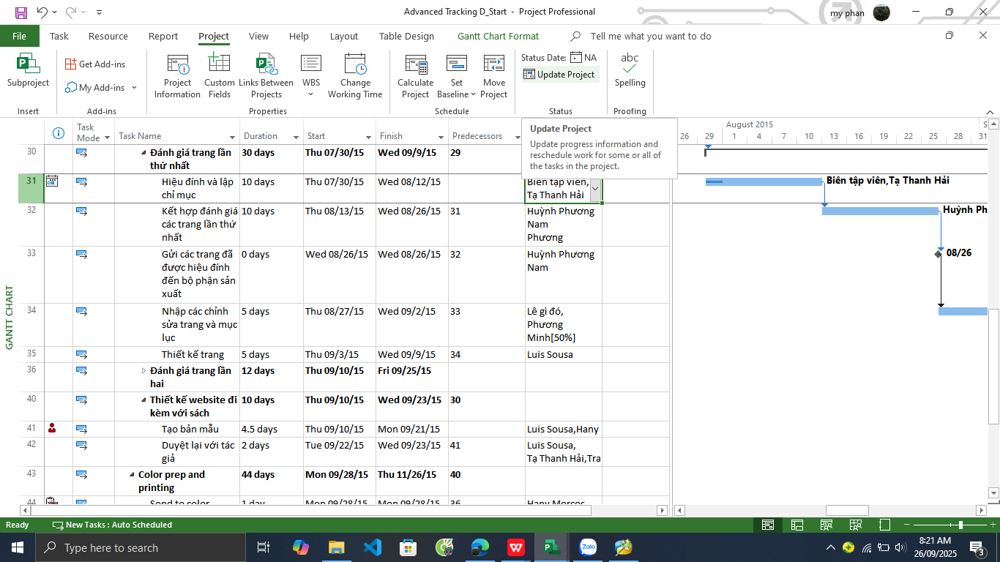 Advanced Tracking D_Start - Project Professional
my phan
File Task Resource Report Project View Help Layout Table Design Gantt Chart Format Tell me what you want to do
Subproject
Get Add-ins
My Add-ins
Project Information
Custom Fields
Links Between Projects
WBS
Change Working Time
Calculate Project
Set Baseline
Move Project
Status Date: NA
Update Project
abc
Spelling
Insert Add-ins Properties Schedule Status Proofing
Update Project
Update progress information and
reschedule work for some or all of
the tasks in the project.
Task Mode Task Name Duration Start Finish Predecessors
August 2015
26 29 1 4 7 10 13 16 19 22 25 28 31
GANTT CHART
30 Đánh giá trang lần thứ nhất 30 days Thu 07/30/15 Wed 09/9/15 29
31 Hiệu đính và lập chỉ mục 10 days Thu 07/30/15 Wed 08/12/15 Biên tập viên, Tạ Thanh Hải
Biên tập viên,Tạ Thanh Hải
32 Kết hợp đánh giá các trang lần thứ nhất 10 days Thu 08/13/15 Wed 08/26/15 31 Huỳnh Phương Nam Phương
Huỳnh Ph
33 Gửi các trang đã được hiệu đính đến bộ phận sản xuất 0 days Wed 08/26/15 Wed 08/26/15 32 Huỳnh Phương Nam
08/26
34 Nhập các chỉnh sửa trang và mục lục 5 days Thu 08/27/15 Wed 09/2/15 33 Lê gì đó, Phương Minh[50%]
35 Thiết kế trang 5 days Thu 09/3/15 Wed 09/9/15 34 Luis Sousa
36 Đánh giá trang lần hai 12 days Thu 09/10/15 Fri 09/25/15
40 Thiết kế website đi kèm với sách 10 days Thu 09/10/15 Wed 09/23/15 30
41 Tạo bản mẫu 4.5 days Thu 09/10/15 Mon 09/21/15 Luis Sousa,Hany
42 Duyệt lại với tác giả 2 days Tue 09/22/15 Wed 09/23/15 41 Luis Sousa, Tạ Thanh Hải,Tra
43 Color prep and printing 44 days Mon 09/28/15 Thu 11/26/15 40
44 Send to color 1 day Mon 09/28/15 Mon 09/28/15 36 Hany Morcos
Ready New Tasks : Auto Scheduled
Type here to search
Zalo
8:21 AM
26/09/2025
3